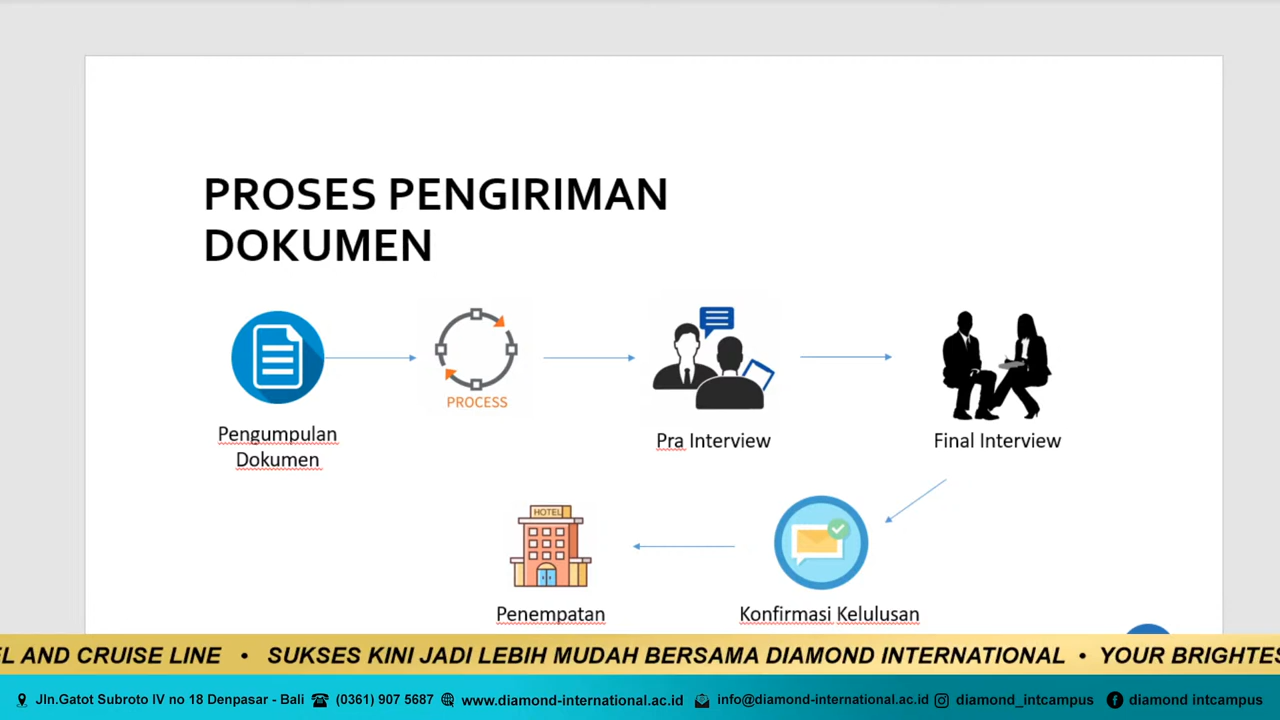 PROSES PENGIRIMAN
DOKUMEN
PROCESS
Pengumpulan
Dokumen
Pra Interview
Final Interview
HOTEL
Penempatan
Konfirmasi Kelulusan
AND CRUISE LINE • SUKSES KINI JADI LEBIH MUDAH BERSAMA DIAMOND INTERNATIONAL • YOUR
Jln.Gatot Subroto IV no 18 Denpasar - Bali (0361) 907 5687 www.diamond-international.ac.id info@diamond-international.ac.id diamond_intcampus diamond intcampus